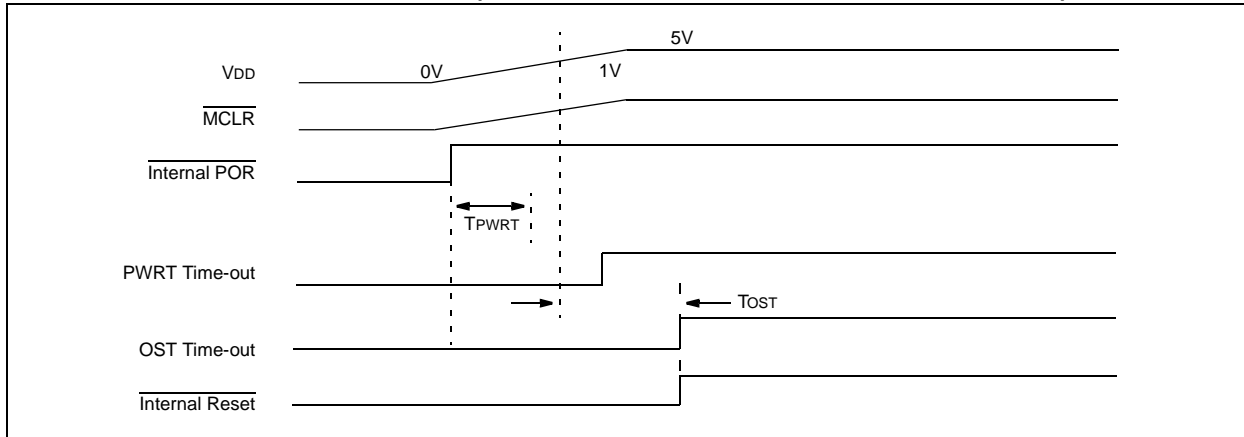 5V
VDD 0V 1V
MCLR
Internal POR
TPWRT
PWRT Time-out
TOST
OST Time-out
Internal Reset